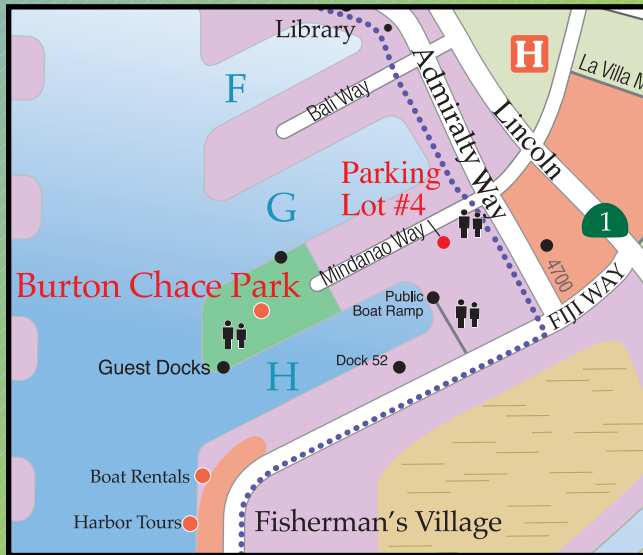 Library
F
Bali Way
Admiralty Way
Lincoln
H
La Villa M
Parking
Lot #4
G
Mindanao Way
1
4700
Burton Chace Park
Public
Boat Ramp
FIJI WAY
Guest Docks
H
Dock 52
Boat Rentals
Harbor Tours
Fisherman's Village